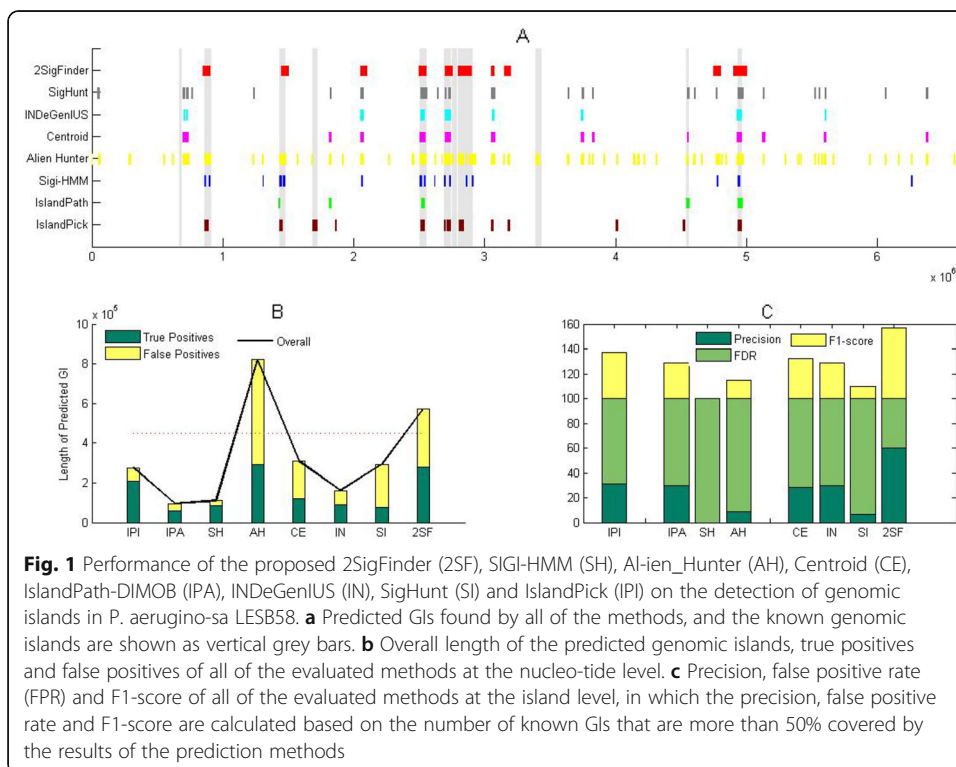 A
2SigFinder
SigHunt
INDeGenIUS
Centroid
Alien Hunter
Sigi-HMM
IslandPath
IslandPick
0 1 2 3 4 5 6
x 10⁶
B
x 10⁵
10
8
6
4
2
0
Length of Predicted GI
True Positives
False Positives
Overall
IPI IPA SH AH CE IN SI 2SF
C
160
140
120
100
80
60
40
20
0
Precision
FDR
F1-score
IPI IPA SH AH CE IN SI 2SF
Fig. 1 Performance of the proposed 2SigFinder (2SF), SIGI-HMM (SH), Al-ien_Hunter (AH), Centroid (CE),
IslandPath-DIMOB (IPA), INDeGenIUS (IN), SigHunt (SI) and IslandPick (IPI) on the detection of genomic
islands in P. aerugino-sa LESB58. a Predicted GIs found by all of the methods, and the known genomic
islands are shown as vertical grey bars. b Overall length of the predicted genomic islands, true positives
and false positives of all of the evaluated methods at the nucleo-tide level. c Precision, false positive rate
(FPR) and F1-score of all of the evaluated methods at the island level, in which the precision, false positive
rate and F1-score are calculated based on the number of known GIs that are more than 50% covered by
the results of the prediction methods